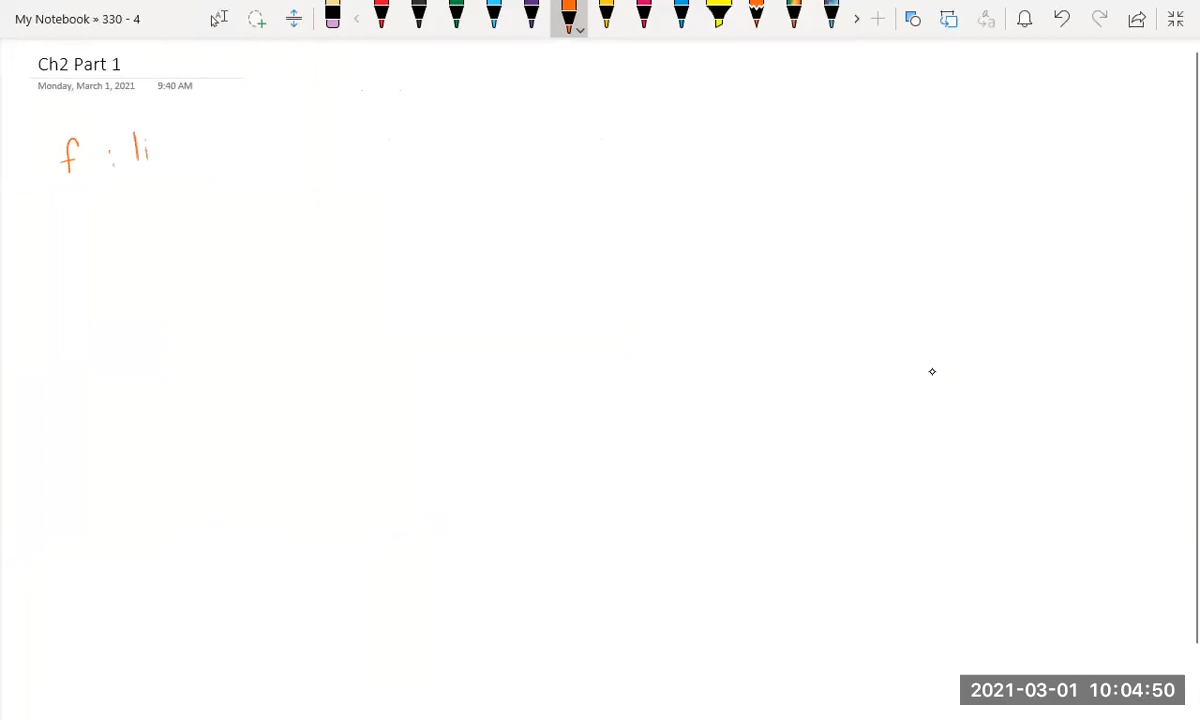 My Notebook » 330 - 4
Ch2 Part 1
Monday, March 1, 2021 9:40 AM
f : li
2021-03-01 10:04:50